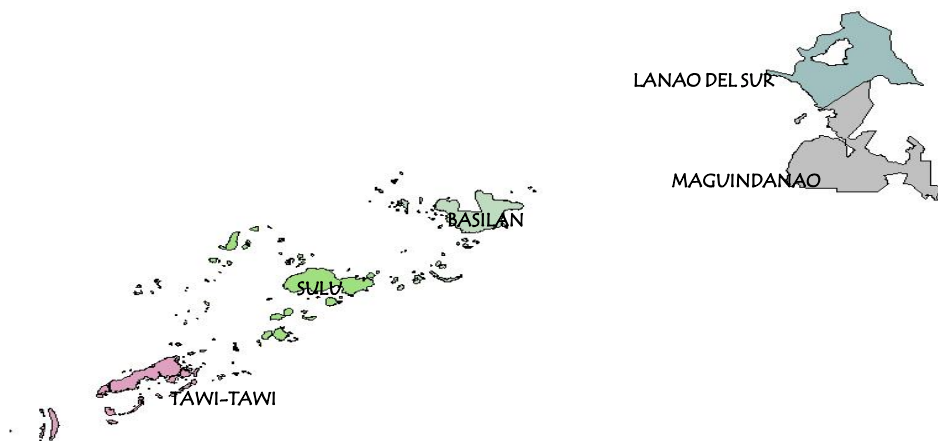 LANAO DEL SUR
MAGUINDANAO
BASILAN
SULU
TAWI-TAWI